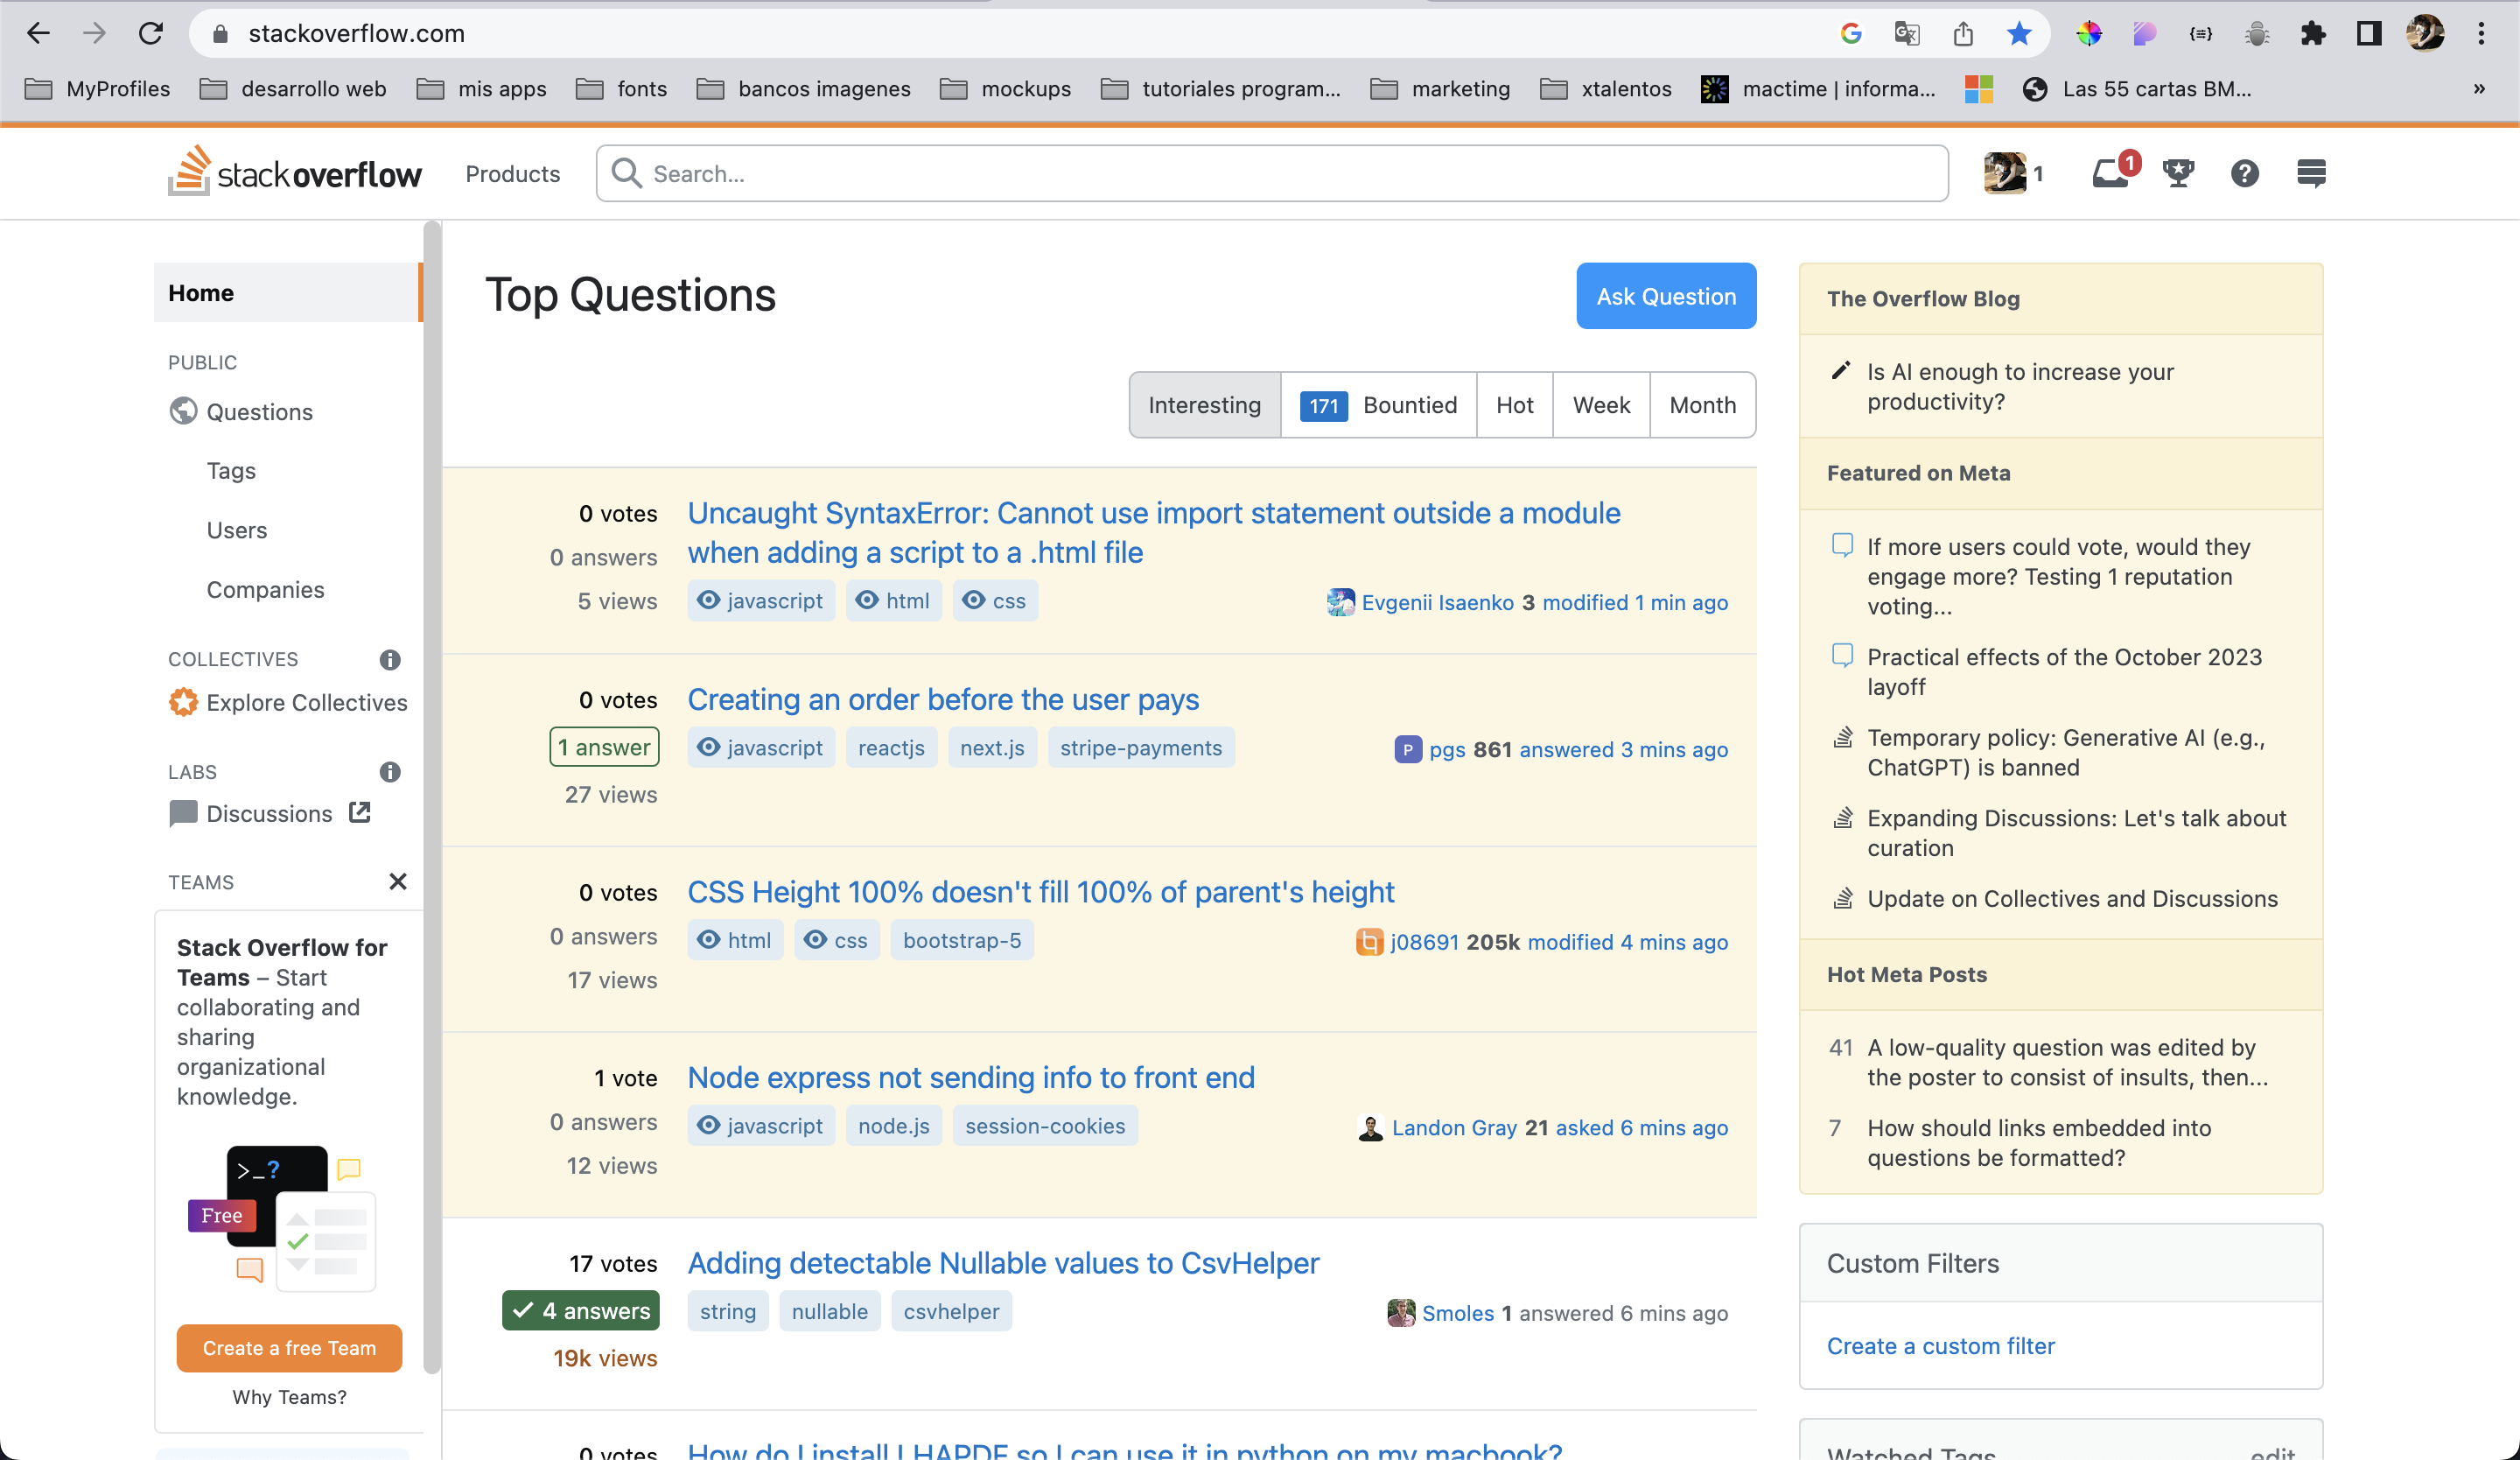 stackoverflow.com
MyProfiles desarrollo web mis apps fonts bancos imagenes mockups tutoriales program... marketing xtalentos mactime | informa... Las 55 cartas BM... »
stackoverflow Products Search... 1 1
Home
PUBLIC
Questions
Tags
Users
Companies
COLLECTIVES
Explore Collectives
LABS
Discussions
TEAMS
Stack Overflow for
Teams – Start
collaborating and
sharing
organizational
knowledge.
>_?
Free
Create a free Team
Why Teams?
Top Questions
Ask Question
Interesting 171 Bountied Hot Week Month
0 votes
0 answers
5 views
Uncaught SyntaxError: Cannot use import statement outside a module
when adding a script to a .html file
javascript html css
Evgenii Isaenko 3 modified 1 min ago
0 votes
1 answer
27 views
Creating an order before the user pays
javascript reactjs next.js stripe-payments
P pgs 861 answered 3 mins ago
0 votes
0 answers
17 views
CSS Height 100% doesn't fill 100% of parent's height
html css bootstrap-5
j08691 205k modified 4 mins ago
1 vote
0 answers
12 views
Node express not sending info to front end
javascript node.js session-cookies
Landon Gray 21 asked 6 mins ago
17 votes
4 answers
19k views
Adding detectable Nullable values to CsvHelper
string nullable csvhelper
Smoles 1 answered 6 mins ago
0 votes
How do I install LHAPDF so I can use it in python on my macbook?
The Overflow Blog
Is AI enough to increase your
productivity?
Featured on Meta
If more users could vote, would they
engage more? Testing 1 reputation
voting...
Practical effects of the October 2023
layoff
Temporary policy: Generative AI (e.g.,
ChatGPT) is banned
Expanding Discussions: Let's talk about
curation
Update on Collectives and Discussions
Hot Meta Posts
41 A low-quality question was edited by
the poster to consist of insults, then...
7 How should links embedded into
questions be formatted?
Custom Filters
Create a custom filter
Watched Tags edit